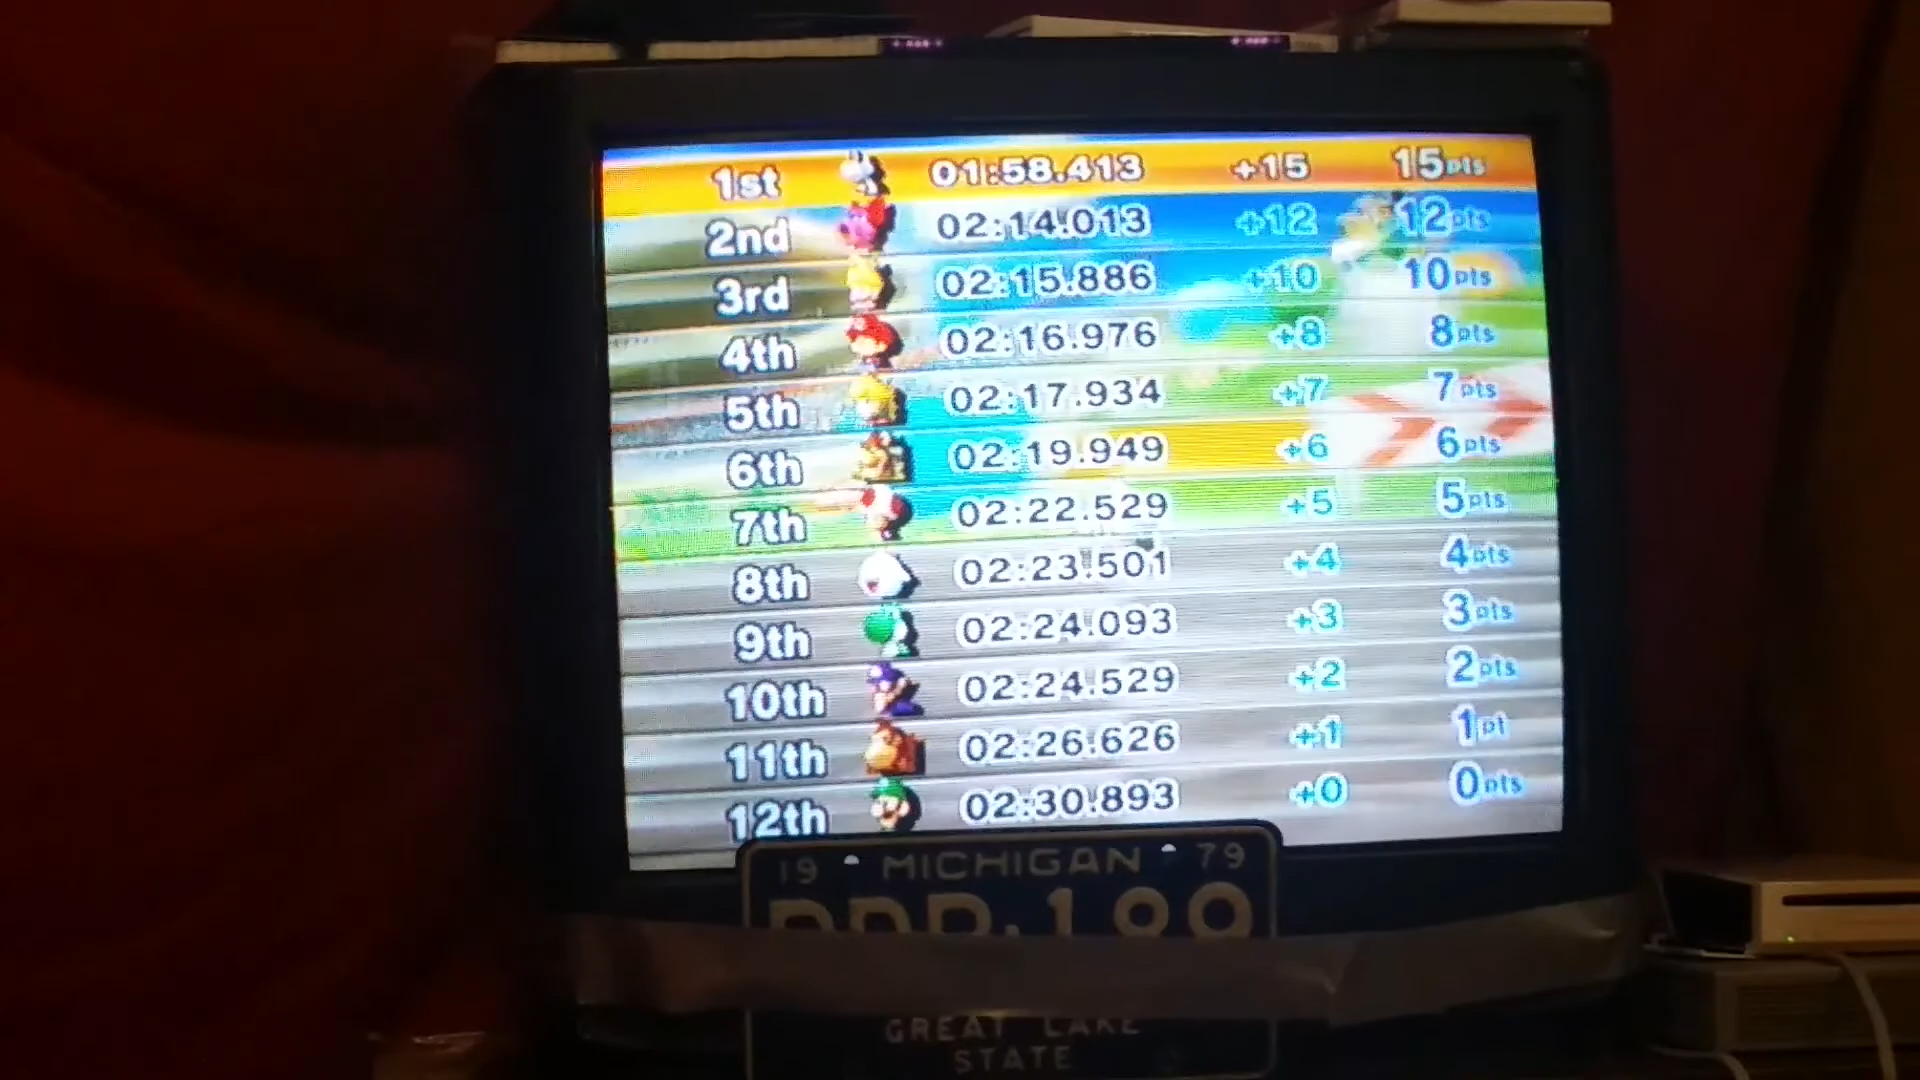 1st 01:58.413 +15 15pts
2nd 02:14.013 +12 12pts
3rd 02:15.886 +10 10pts
4th 02:16.976 +8 8pts
5th 02:17.934 +7 7pts
6th 02:19.949 +6 6pts
7th 02:22.529 +5 5pts
8th 02:23.501 +4 4pts
9th 02:24.093 +3 3pts
10th 02:24.529 +2 2pts
11th 02:26.626 +1 1pt
12th 02:30.893 +0 0pts
19 MICHIGAN 79
GREAT LAKE
STATE